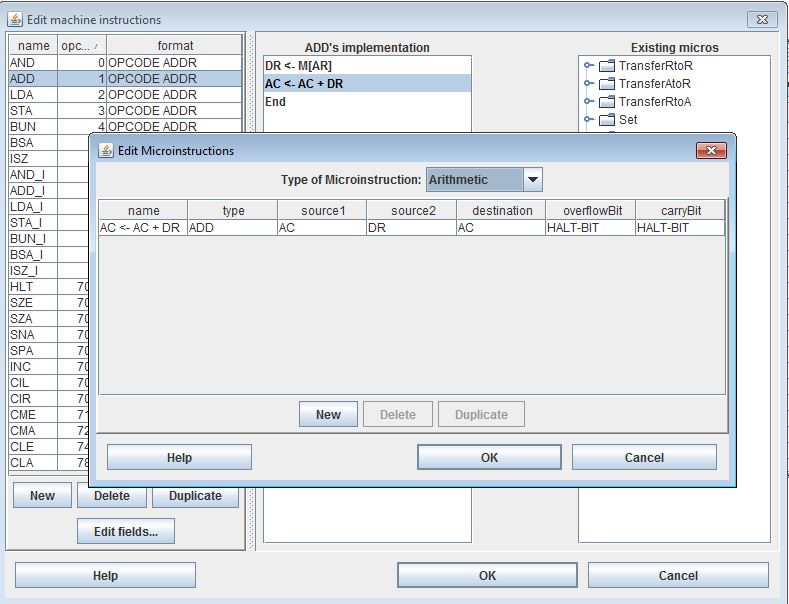 Edit machine instructions
name opc... format
AND 0 OPCODE ADDR
ADD 1 OPCODE ADDR
LDA 2 OPCODE ADDR
STA 3 OPCODE ADDR
BUN 4 OPCODE ADDR
BSA
ISZ
AND_I
ADD_I
LDA_I
STA_I
BUN_I
BSA_I
ISZ_I
HLT 70
SZE 70
SZA 70
SNA 70
SPA 70
INC 70
CIL 70
CIR 70
CME 71
CMA 72
CLE 74
CLA 78
New Delete Duplicate
Edit fields...
ADD's implementation
DR <- M[AR]
AC <- AC + DR
End
Existing micros
TransferRtoR
TransferAtoR
TransferRtoA
Set
Edit Microinstructions
Type of Microinstruction: Arithmetic
name type source1 source2 destination overflowBit carryBit
AC <- AC + DR ADD AC DR AC HALT-BIT HALT-BIT
New Delete Duplicate
Help OK Cancel
Help OK Cancel